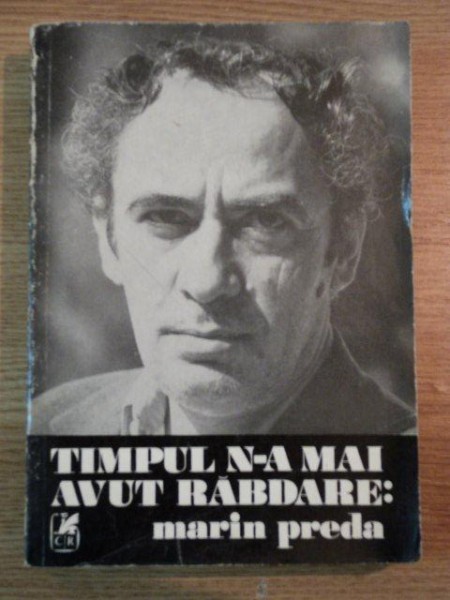 TIMPUL N-A MAI
AVUT RĂBDARE:
marin preda
CR